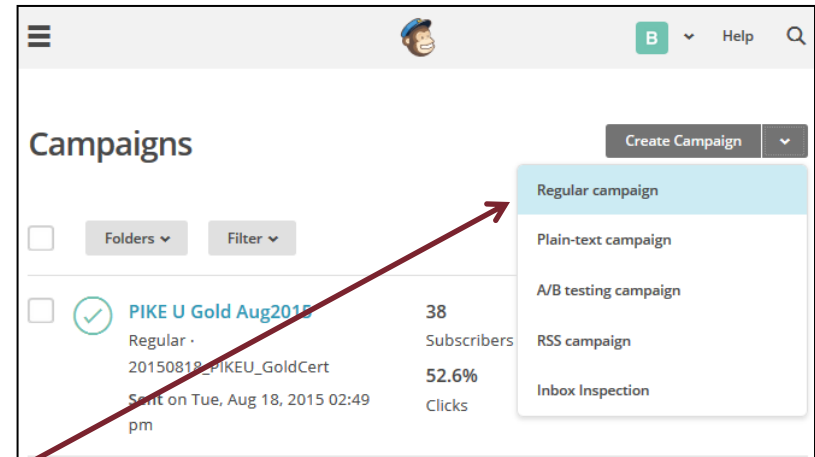 B Help
Campaigns
Create Campaign
Regular campaign
Plain-text campaign
A/B testing campaign
RSS campaign
Inbox Inspection
Folders Filter
PIKE U Gold Aug2015
Regular ·
20150818_PIKEU_GoldCert
Sent on Tue, Aug 18, 2015 02:49
pm
38
Subscribers
52.6%
Clicks